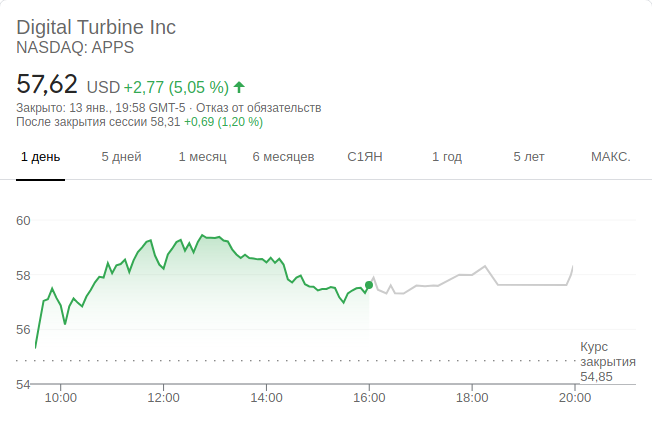 Digital Turbine Inc
NASDAQ: APPS
57,62 USD +2,77 (5,05 %)
Закрыто: 13 янв., 19:58 GMT-5 · Отказ от обязательств
После закрытия сессии 58,31 +0,69 (1,20 %)
1 день 5 дней 1 месяц 6 месяцев С1ЯН 1 год 5 лет МАКС.
60
58
56
Курс
закрытия
54,85
54
10:00 12:00 14:00 16:00 18:00 20:00